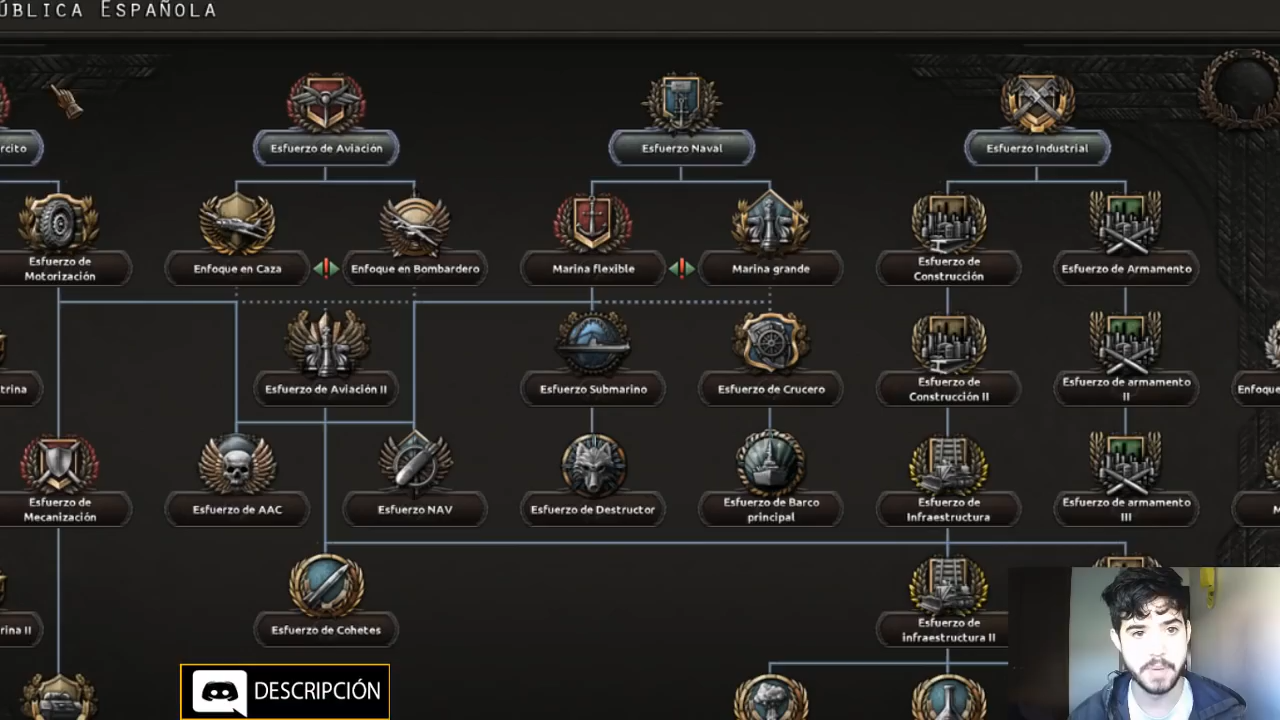 ÚBLICA ESPAÑOLA
rcito
Esfuerzo de Aviación
Esfuerzo Naval
Esfuerzo Industrial
Esfuerzo de
Motorización
Enfoque en Caza
Enfoque en Bombardero
Marina flexible
Marina grande
Esfuerzo de
Construcción
Esfuerzo de Armamento
trina
Esfuerzo de Aviación II
Esfuerzo Submarino
Esfuerzo de Crucero
Esfuerzo de
Construcción II
Esfuerzo de armamento
II
Enfoque
Esfuerzo de
Mecanización
Esfuerzo de AAC
Esfuerzo NAV
Esfuerzo de Destructor
Esfuerzo de Barco
principal
Esfuerzo de
Infraestructura
Esfuerzo de armamento
III
M
rina II
Esfuerzo de Cohetes
Esfuerzo de
infraestructura II
DESCRIPCIÓN